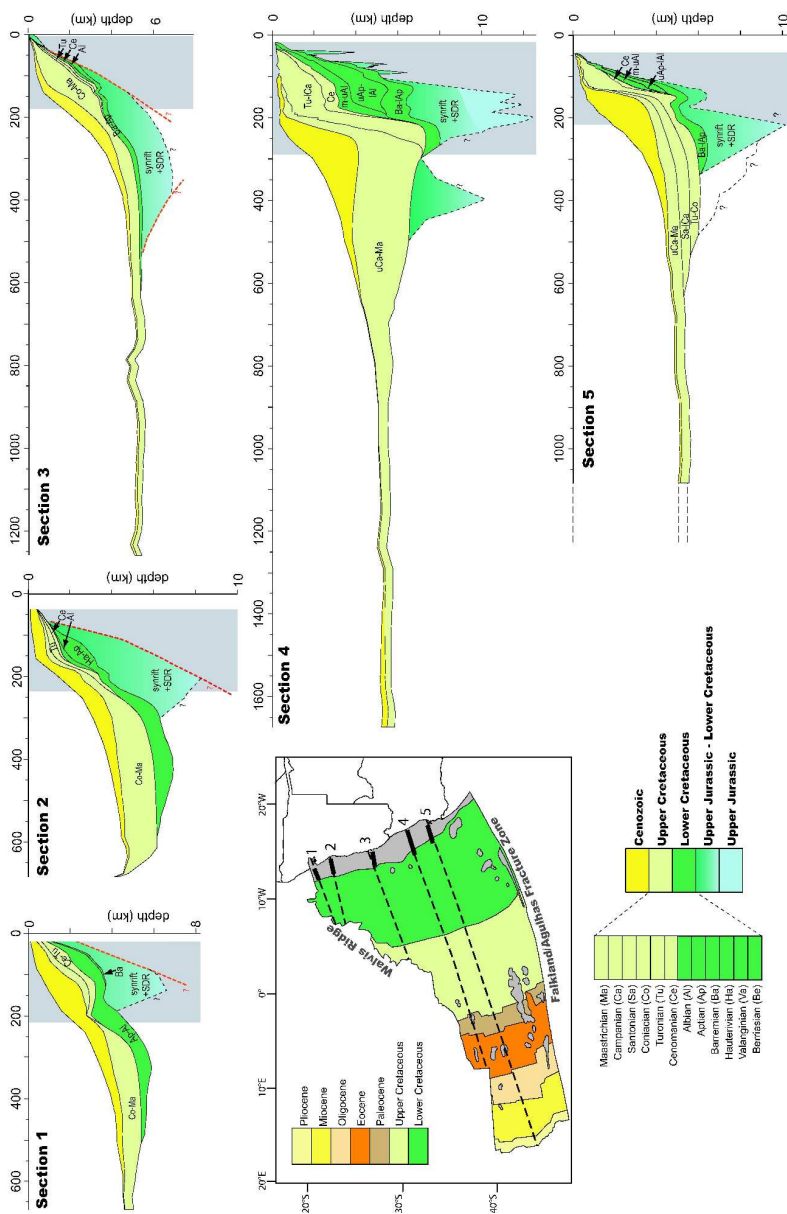 Section 1
depth (km)
0
8
0
200
400
600
Ce-Tu
Co-Ma
Ap-Al
Ba
synrift
+SDR
?
?
Section 2
depth (km)
0
10
0
200
400
600
Tu
Ce
Al
Ha-Ap
Co-Ma
synrift
+SDR
?
?
Section 3
depth (km)
0
9
0
200
400
600
800
1000
1200
Tu
Ce
Al
Co-Ma
Ba-Ap
synrift
+SDR
?
?
?
Section 4
depth (km)
0
10
0
200
400
600
800
1000
1200
1400
1600
Tu-lCa
Ce
m-uAl
uAp-
lAl
Ba-lAp
uCa-Ma
synrift
+SDR
?
Section 5
depth (km)
0
10
0
200
400
600
800
1000
Ce
m-uAl
uAp-lAl
Ba-lAp
uCa-Ma
Sa-lCa
Tu-Co
synrift
+SDR
?
?
?
Pliocene
Miocene
Oligocene
Eocene
Paleocene
Upper Cretaceous
Lower Cretaceous
20°E
10°E
0°
10°W
20°W
20°S
30°S
40°S
1
2
3
4
5
Walvis Ridge
Falkland/Agulhas Fracture Zone
Maastrichian (Ma)
Campanian (Ca)
Santonian (Sa)
Coniacian (Co)
Turonian (Tu)
Cenomanian (Ce)
Albian (Al)
Aptian (Ap)
Barremian (Ba)
Hauterivian (Ha)
Valanginian (Va)
Berriasian (Be)
Cenozoic
Upper Cretaceous
Lower Cretaceous
Upper Jurassic - Lower Cretaceous
Upper Jurassic